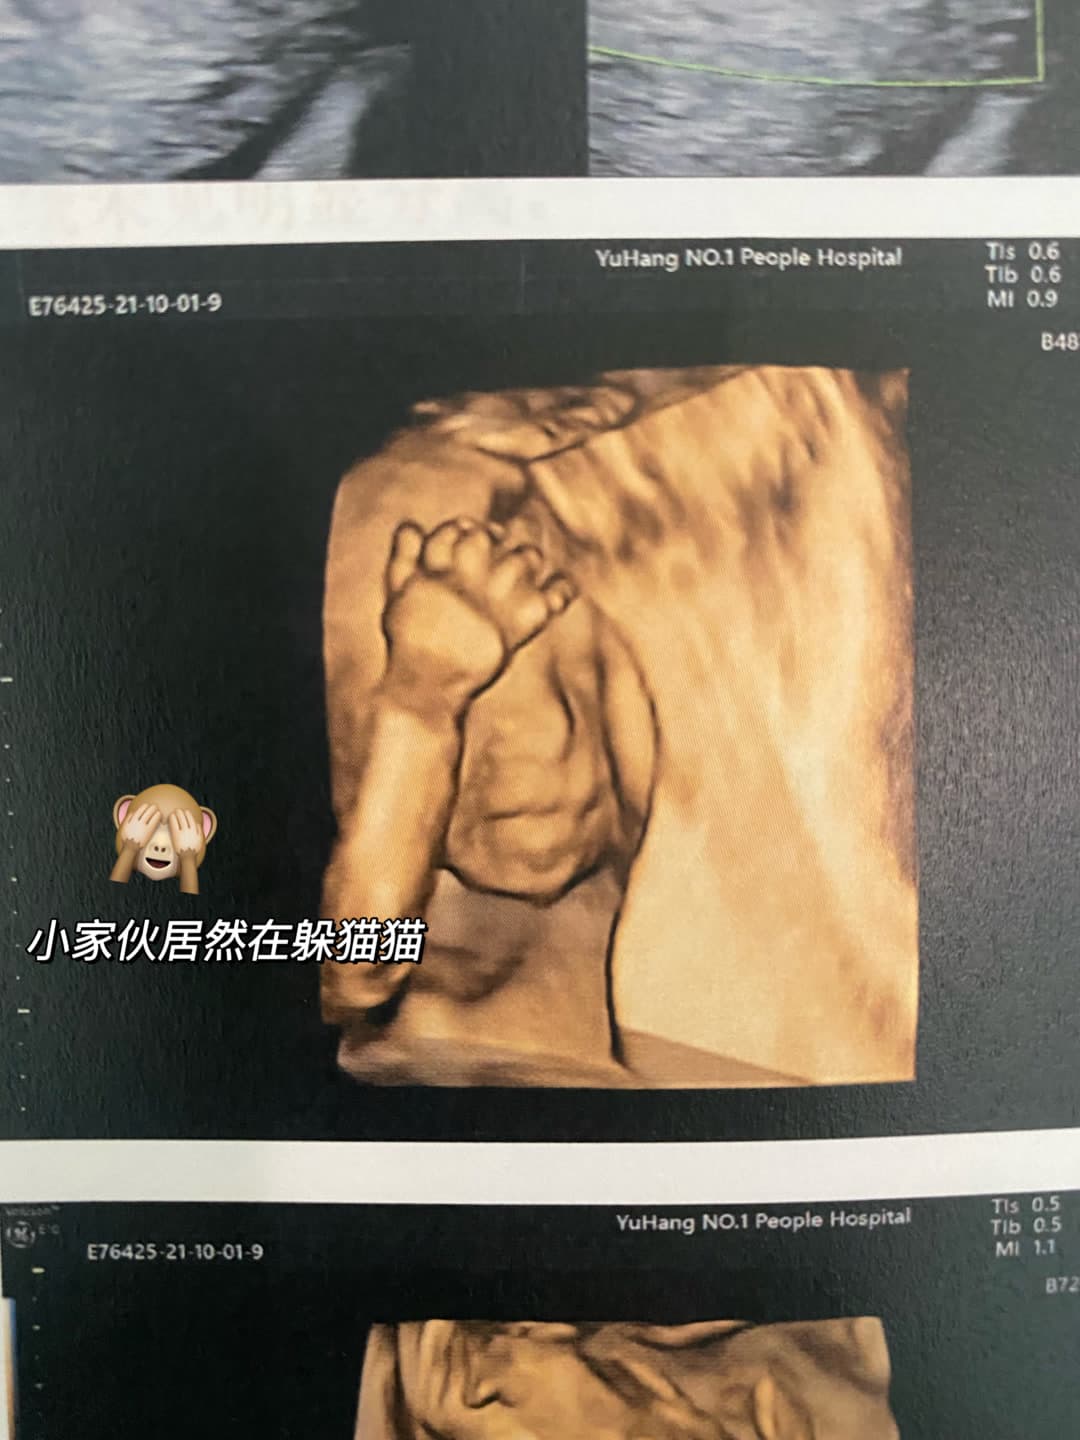 YuHang NO.1 People Hospital
TIs 0.6
TIb 0.6
MI 0.9
E76425-21-10-01-9
B48
小家伙居然在躲猫猫
YuHang NO.1 People Hospital
TIs 0.5
TIb 0.5
MI 1.1
E76425-21-10-01-9
B72